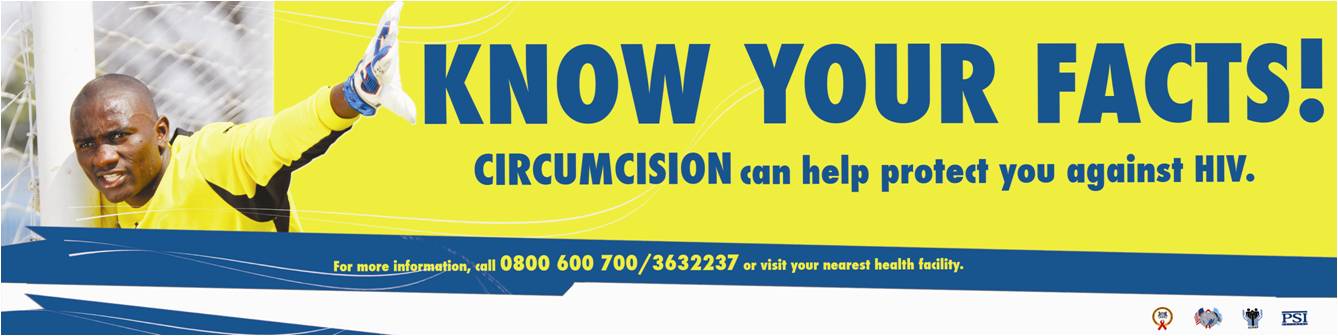 KNOW YOUR FACTS!
CIRCUMCISION can help protect you against HIV.
For more information, call 0800 600 700/3632237 or visit your nearest health facility.
PSI